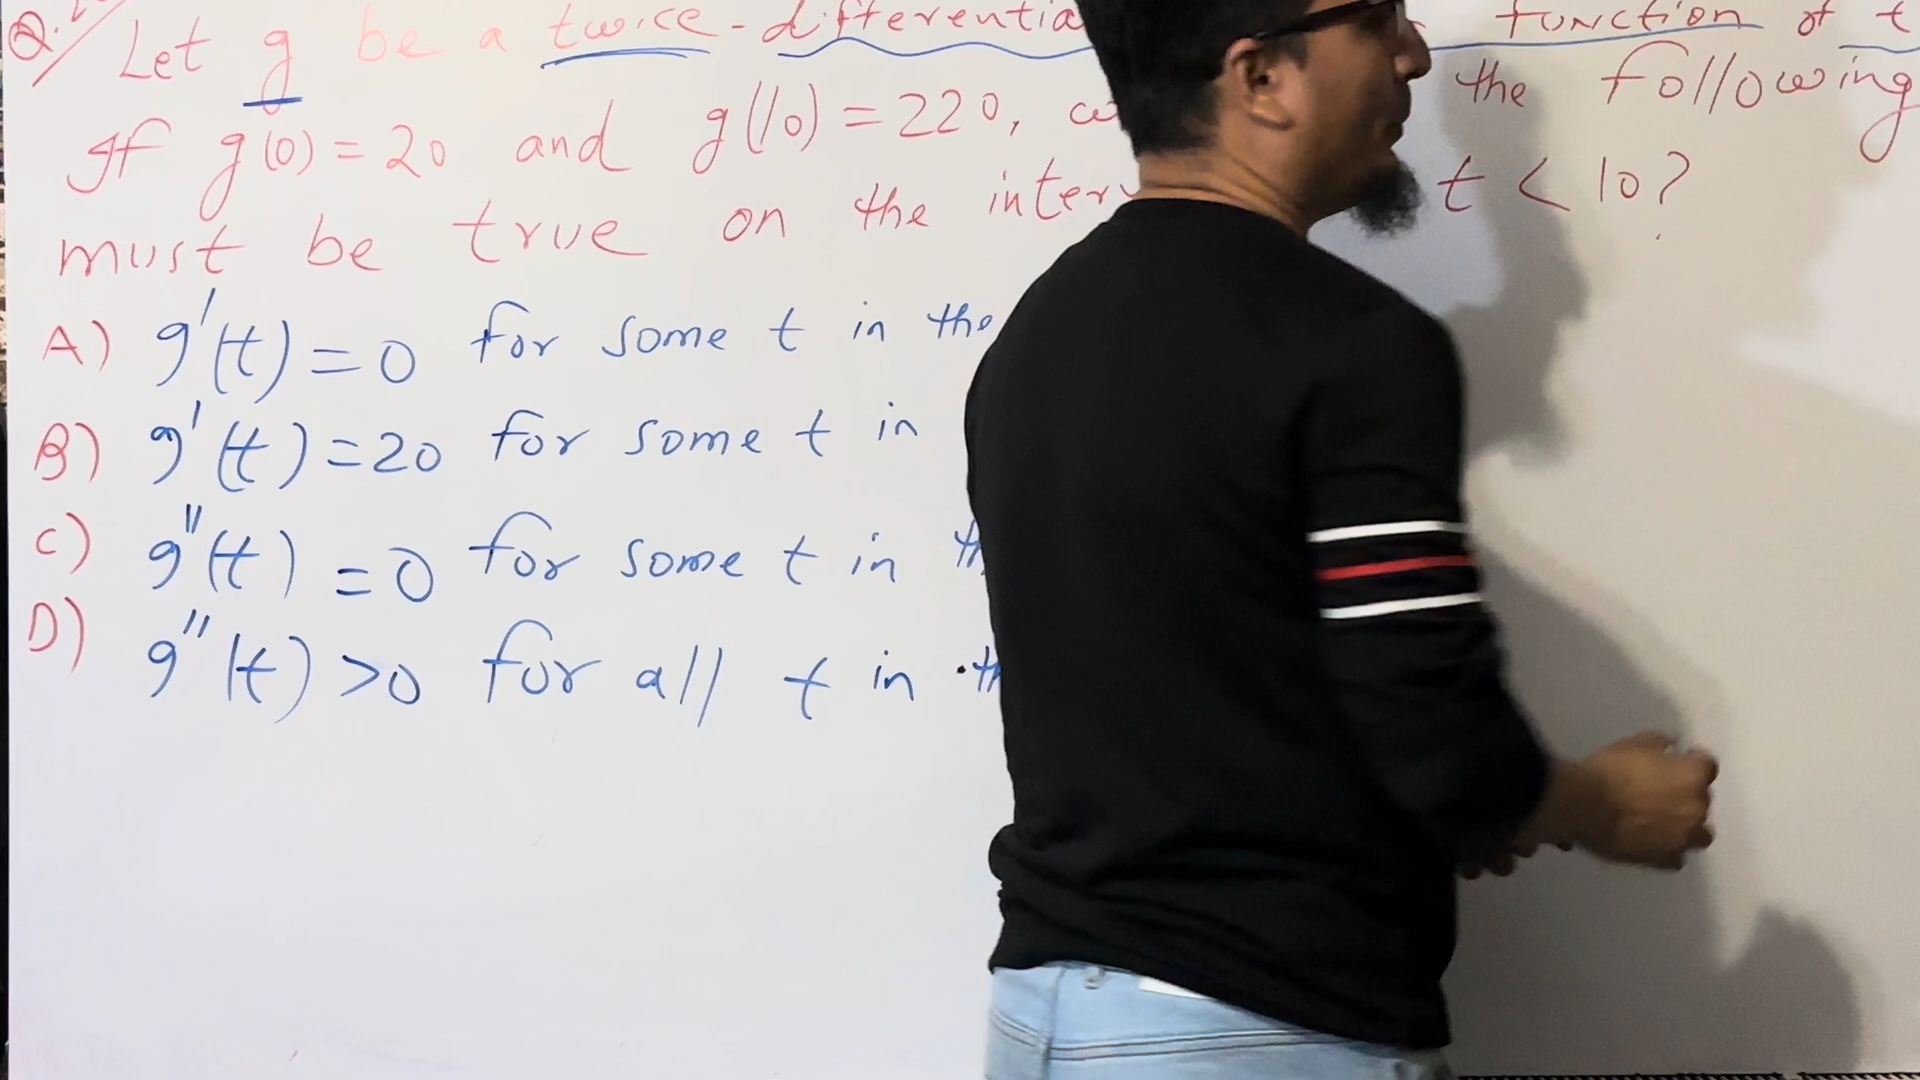 Q. Let g be a twice-differentia function of t
If g(0) = 20 and g(10) = 220, the following
must be true on the inter t < 10?
A) g'(t) = 0 for some t in the
B) g'(t) = 20 for some t in
C) g''(t) = 0 for some t in th
D) g''(t) > 0 for all t in th